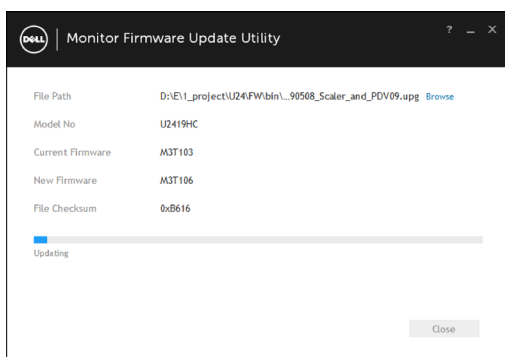 DELL Monitor Firmware Update Utility ? _ X
File Path D:\E\1_project\U24\FW\bin\...90508_Scaler_and_PDV09.upg Browse
Model No U2419HC
Current Firmware M3T103
New Firmware M3T106
File Checksum 0xB616
Updating
Close